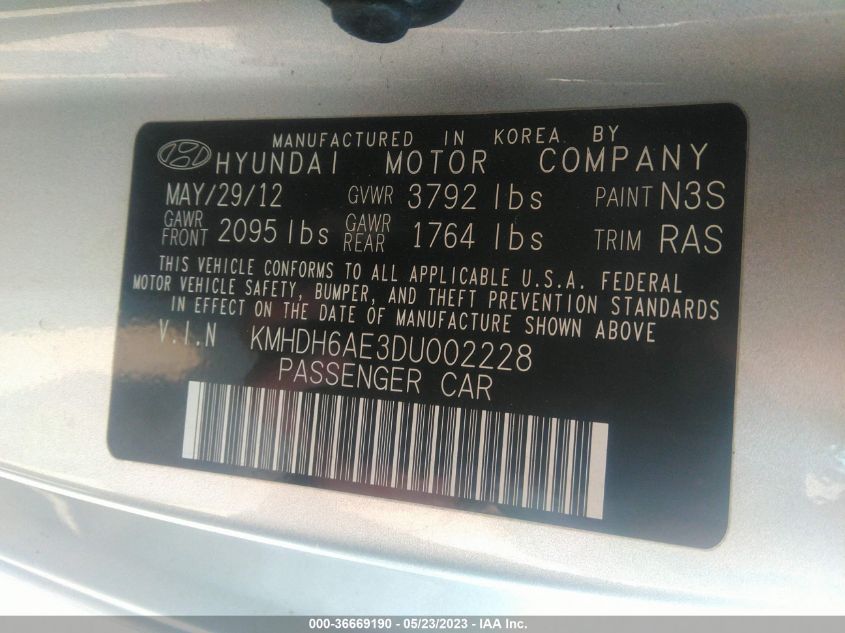 MANUFACTURED IN KOREA BY
HYUNDAI MOTOR COMPANY
MAY/29/12 GVWR 3792 lbs PAINT N3S
GAWR FRONT 2095 lbs GAWR REAR 1764 lbs TRIM RAS
THIS VEHICLE CONFORMS TO ALL APPLICABLE U.S.A. FEDERAL
MOTOR VEHICLE SAFETY, BUMPER, AND THEFT PREVENTION STANDARDS
IN EFFECT ON THE DATE OF MANUFACTURE SHOWN ABOVE
V.I.N KMHDH6AE3DU002228
PASSENGER CAR
000-36669190 - 05/23/2023 - IAA Inc.